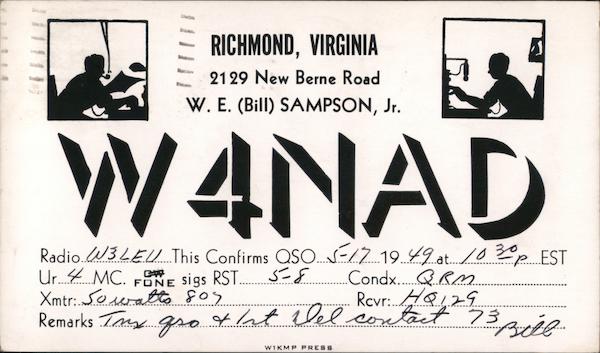 RICHMOND, VIRGINIA
2129 New Berne Road
W. E. (Bill) SAMPSON, Jr.
W4NAD
Radio W3LEU This Confirms QSO 5-17 1949 at 10 30 p EST
Ur 4 MC. CW FONE sigs RST 5-8 Condx. QRM
Xmtr: 50 watts 807 Rcvr: HQ129
Remarks Tnx qso & 1st Del contact 73 Bill
W1KMP PRESS